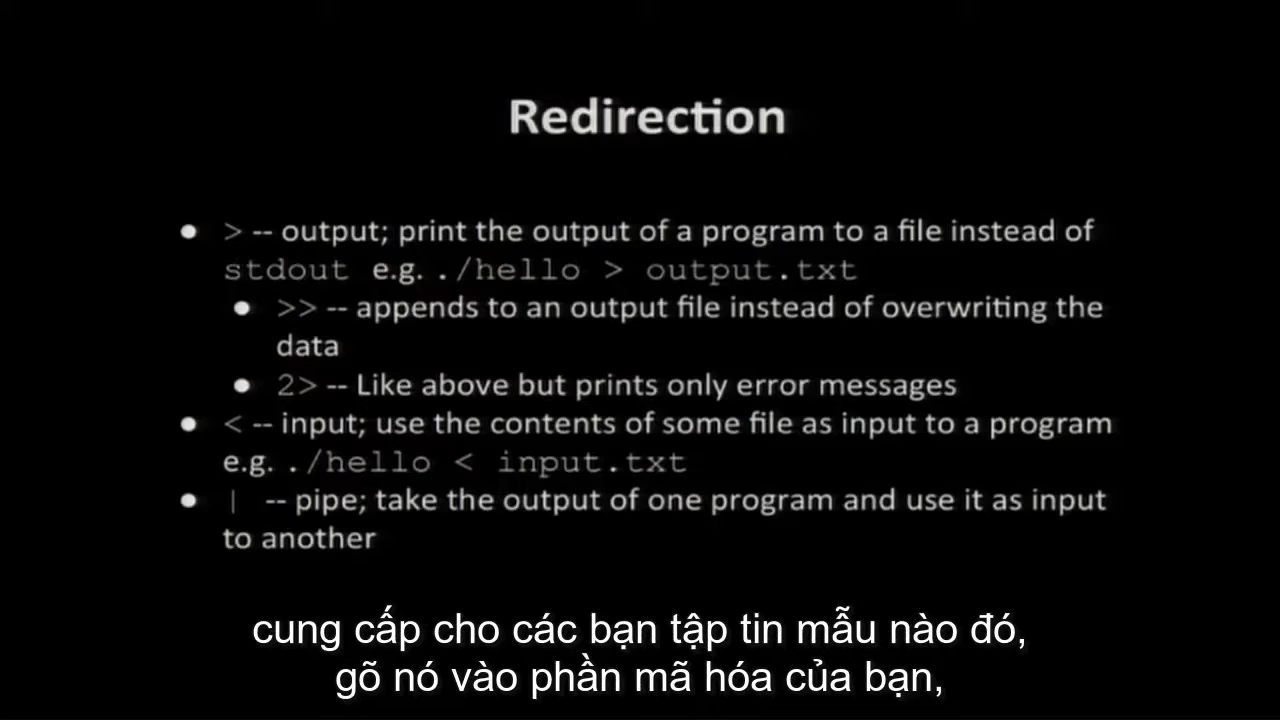 Redirection
● > -- output; print the output of a program to a file instead of
stdout e.g. ./hello > output.txt
● >> -- appends to an output file instead of overwriting the
data
● 2> -- Like above but prints only error messages
● < -- input; use the contents of some file as input to a program
e.g. ./hello < input.txt
● | -- pipe; take the output of one program and use it as input
to another
cung cấp cho các bạn tập tin mẫu nào đó,
gõ nó vào phần mã hóa của bạn,